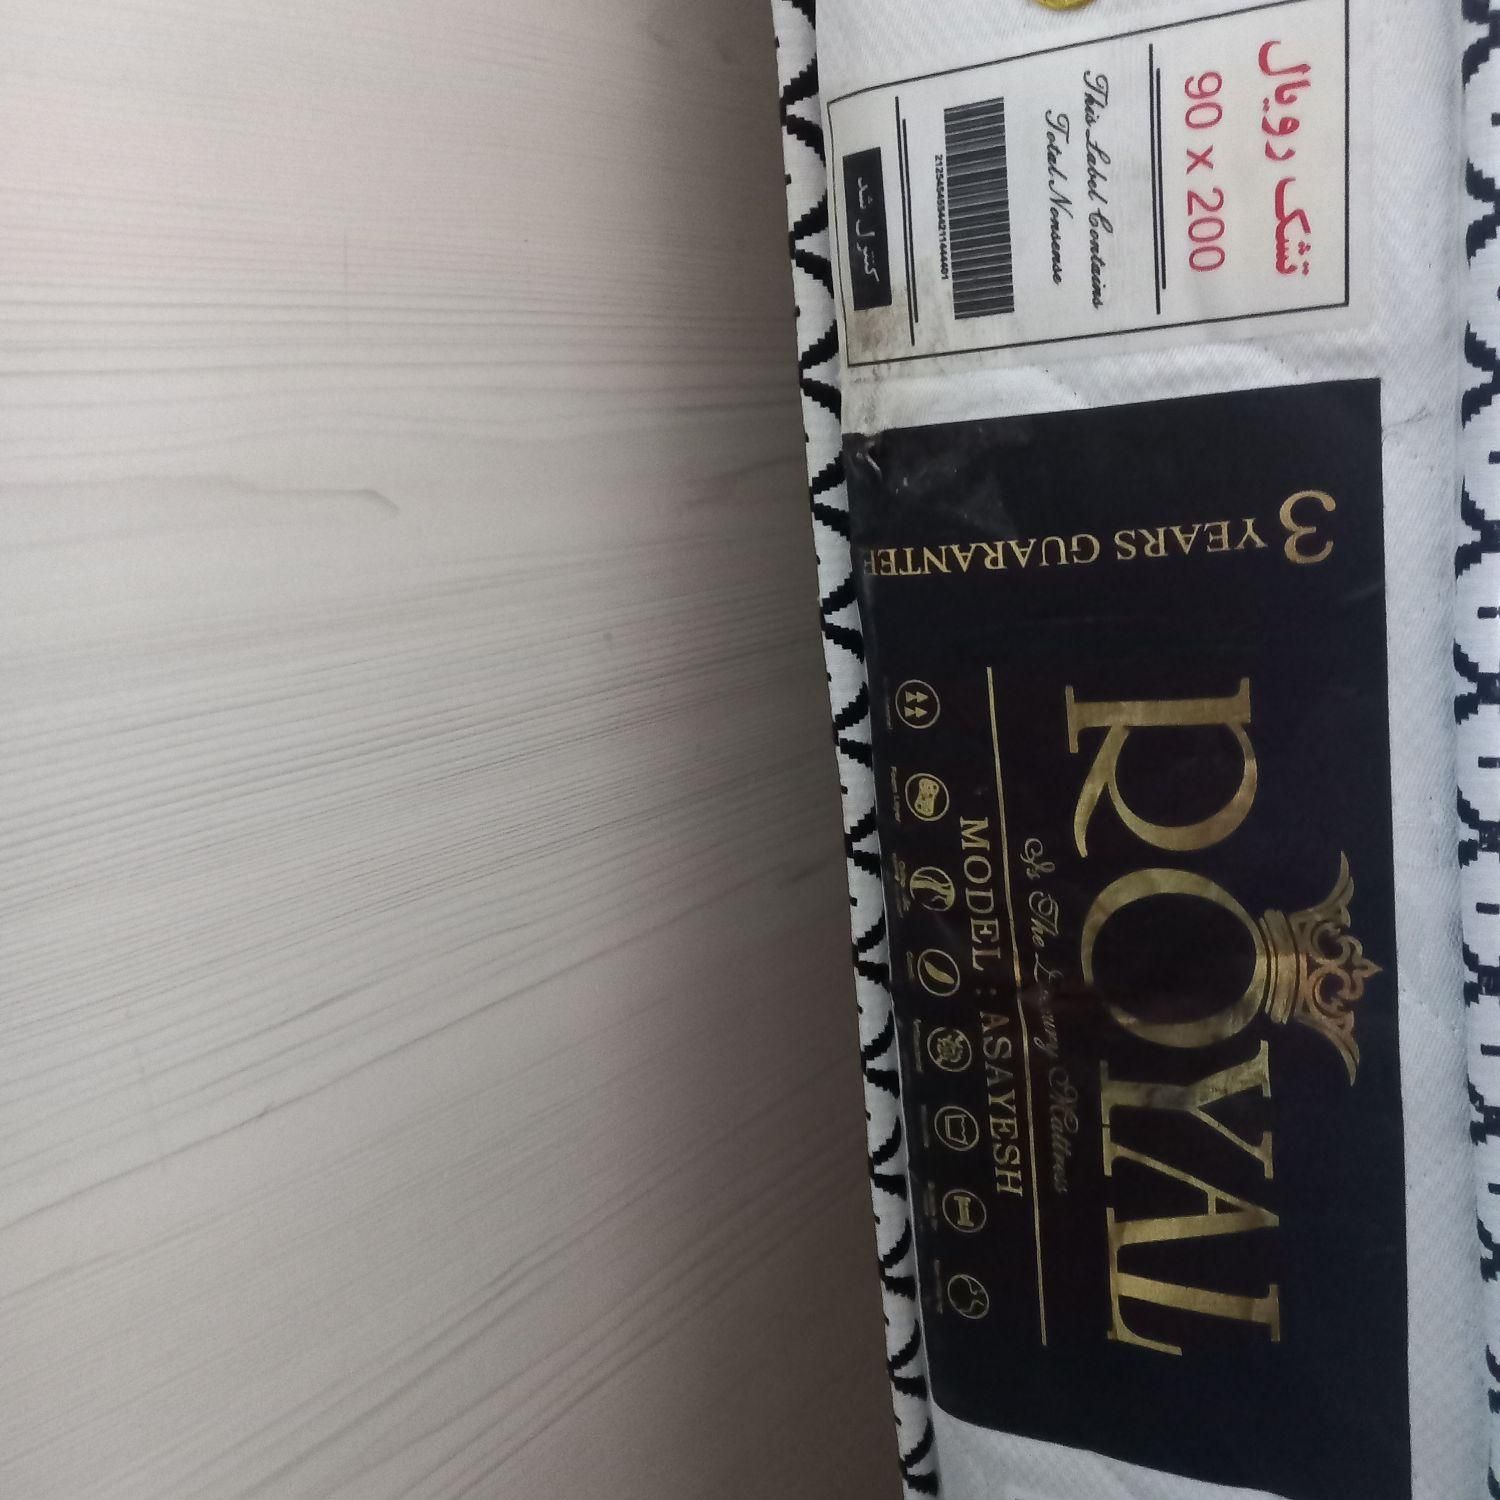 تشک رویال
90 x 200
This Label Contains
Total Nonsense
کنترل شد
3 YEARS GUARANTEE
ROYAL
Is The Luxury Mattress
MODEL : ASAYESH